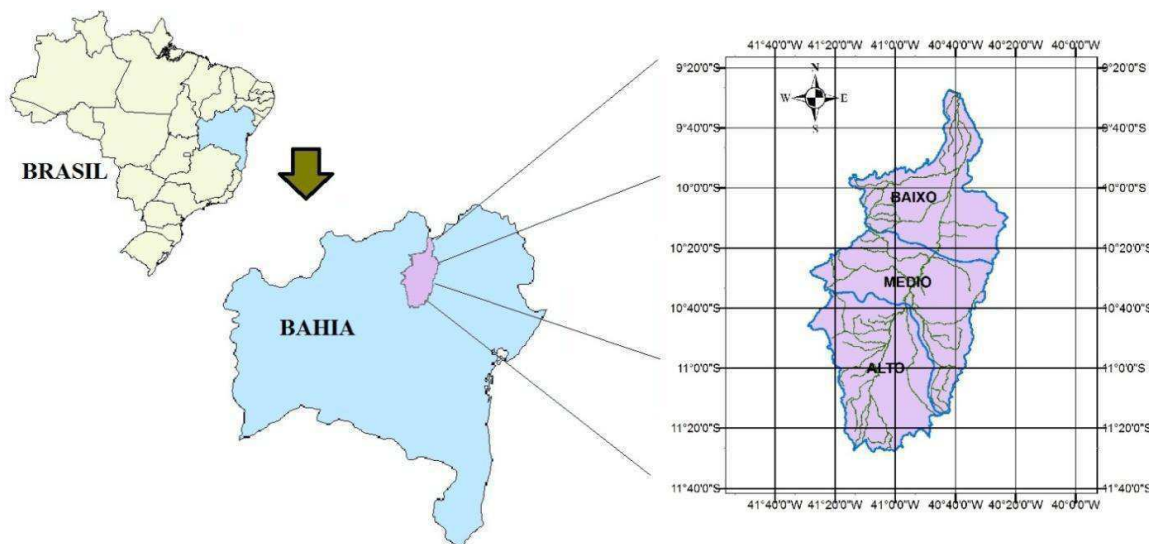 BRASIL
BAHIA
41°40'0"W 41°20'0"W 41°0'0"W 40°40'0"W 40°20'0"W 40°0'0"W
9°20'0"S 9°20'0"S
N
W E
S
9°40'0"S 9°40'0"S
10°0'0"S 10°0'0"S
BAIXO
10°20'0"S 10°20'0"S
MEDIO
10°40'0"S 10°40'0"S
11°0'0"S 11°0'0"S
ALTO
11°20'0"S 11°20'0"S
11°40'0"S 11°40'0"S
41°40'0"W 41°20'0"W 41°0'0"W 40°40'0"W 40°20'0"W 40°0'0"W